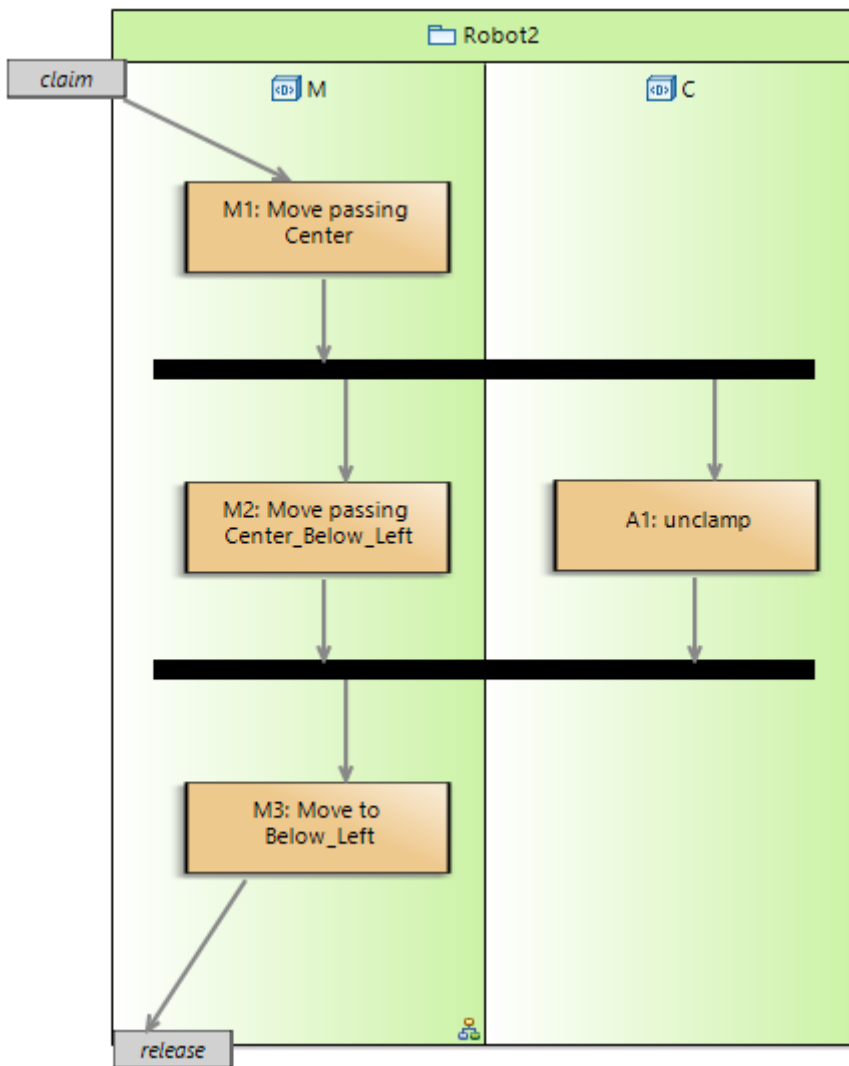 Robot2
claim
M
C
M1: Move passing
Center
M2: Move passing
Center_Below_Left
A1: unclamp
M3: Move to
Below_Left
release